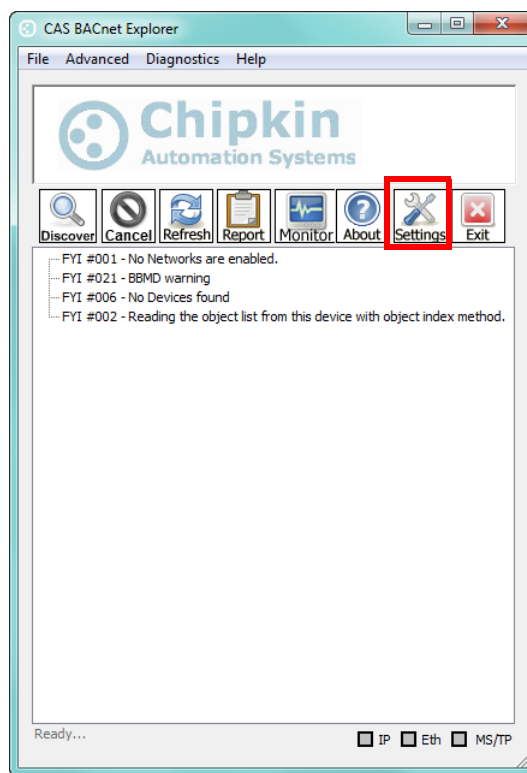 CAS BACnet Explorer
File Advanced Diagnostics Help
Chipkin
Automation Systems
Discover Cancel Refresh Report Monitor About Settings Exit
FYI #001 - No Networks are enabled.
FYI #021 - BBMD warning
FYI #006 - No Devices found
FYI #002 - Reading the object list from this device with object index method.
Ready... IP Eth MS/TP